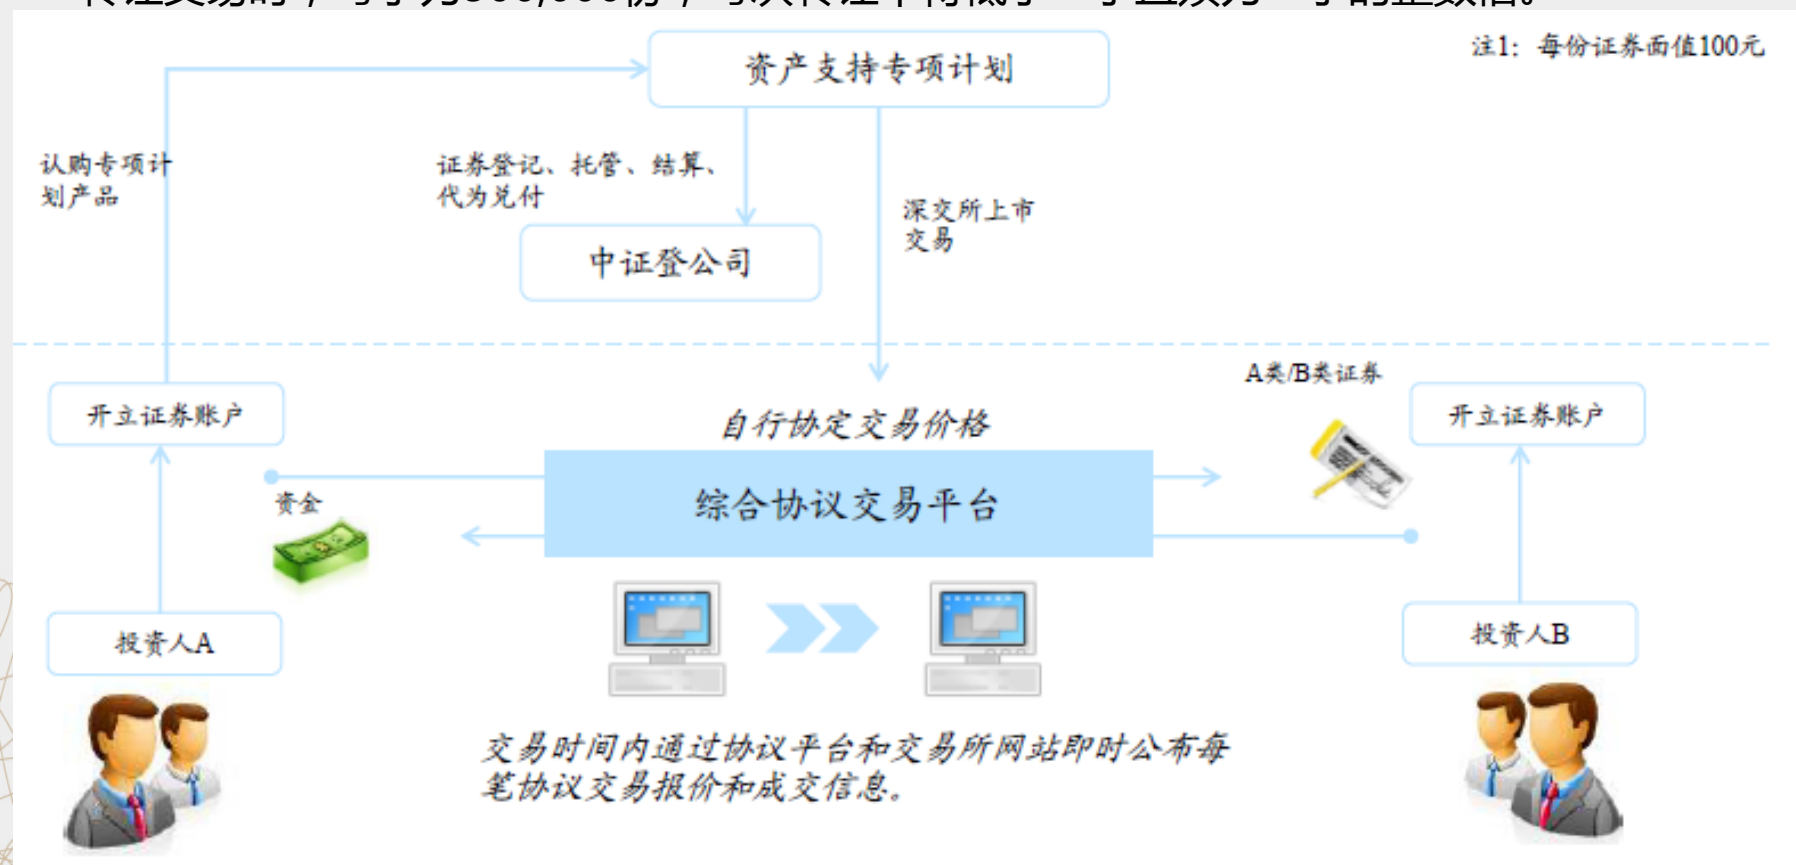 资产支持专项计划
注1: 每份证券面值100元
认购专项计
划产品
证券登记、托管、结算、
代为兑付
深交所上市
交易
中证登公司
A类/B类证券
开立证券账户
自行协定交易价格
开立证券账户
资金
综合协议交易平台
投资人A
投资人B
交易时间内通过协议平台和交易所网站即时公布每
笔协议交易报价和成交信息。